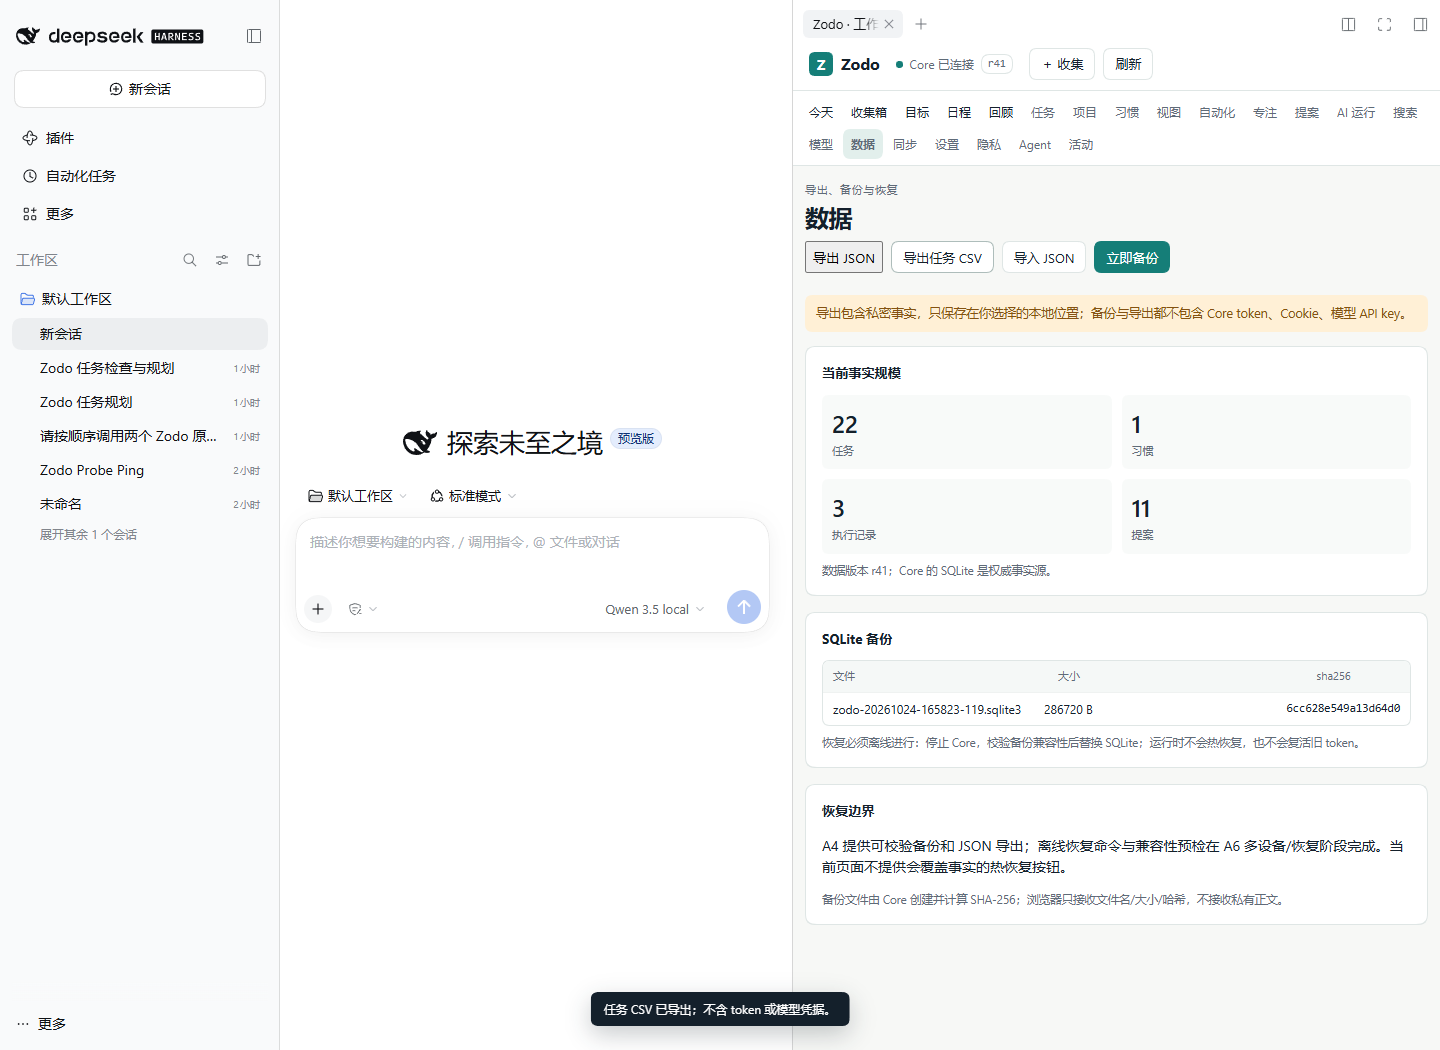 deepseek HARNESS
新会话
插件
自动化任务
更多
工作区
默认工作区
新会话
Zodo 任务检查与规划 1小时
Zodo 任务规划 1小时
请按顺序调用两个 Zodo 原... 1小时
Zodo Probe Ping 2小时
未命名 2小时
展开其余 1 个会话
更多
探索未至之境 预览版
默认工作区 标准模式
描述你想要构建的内容, / 调用指令, @ 文件或对话
Qwen 3.5 local
Zodo · 工作
Z Zodo Core 已连接 r41 + 收集 刷新
今天 收集箱 目标 日程 回顾 任务 项目 习惯 视图 自动化 专注 提案 AI 运行 搜索
模型 数据 同步 设置 隐私 Agent 活动
导出、备份与恢复
数据
导出 JSON 导出任务 CSV 导入 JSON 立即备份
导出包含私密事实，只保存在你选择的本地位置；备份与导出都不包含 Core token、Cookie、模型 API key。
当前事实规模
22 1
任务 习惯
3 11
执行记录 提案
数据版本 r41；Core 的 SQLite 是权威事实源。
SQLite 备份
文件 大小 sha256
zodo-20261024-165823-119.sqlite3 286720 B 6cc628e549a13d64d0
恢复必须离线进行：停止 Core，校验备份兼容性后替换 SQLite；运行时不会热恢复，也不会复活旧 token。
恢复边界
A4 提供可校验备份和 JSON 导出；离线恢复命令与兼容性预检在 A6 多设备/恢复阶段完成。当
前页面不提供会覆盖事实的热恢复按钮。
备份文件由 Core 创建并计算 SHA-256；浏览器只接收文件名/大小/哈希，不接收私有正文。
任务 CSV 已导出；不含 token 或模型凭据。